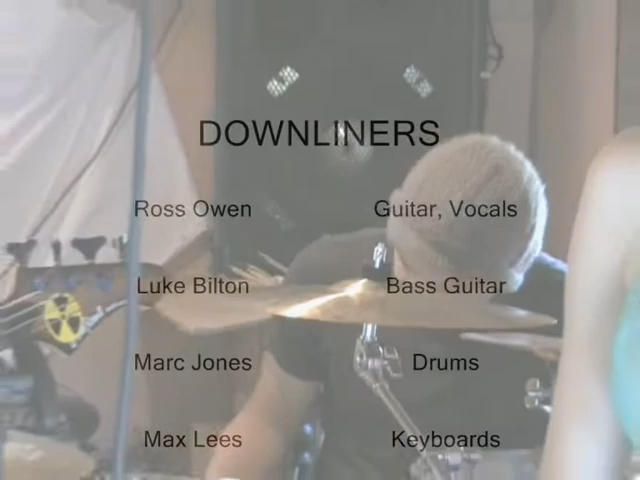 DOWNLINERS
Ross Owen Guitar, Vocals
Luke Bilton Bass Guitar
Marc Jones Drums
Max Lees Keyboards